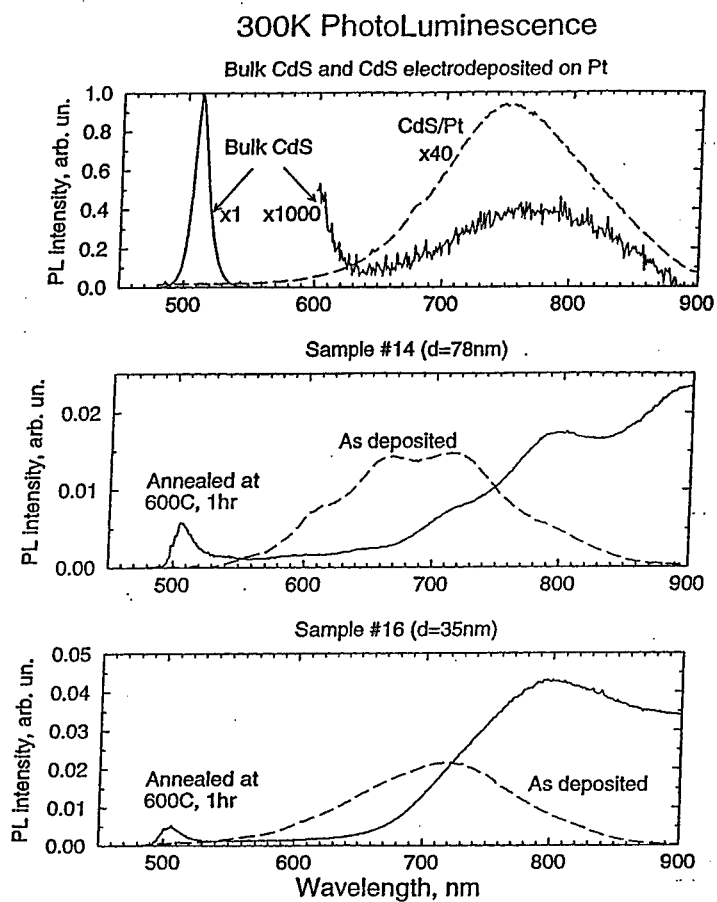 300K PhotoLuminescence
Bulk CdS and CdS electrodeposited on Pt
PL intensity, arb. un.
1.0
0.8
0.6
0.4
0.2
0.0
Bulk CdS
x1 x1000
CdS/Pt
x40
500 600 700 800 900
Sample #14 (d=78nm)
PL intensity, arb. un.
0.02
0.01
0.00
As deposited
Annealed at
600C, 1hr
500 600 700 800 900
Sample #16 (d=35nm)
PL intensity, arb. un.
0.05
0.04
0.03
0.02
0.01
0.00
Annealed at
600C, 1hr
As deposited
500 600 700 800 900
Wavelength, nm